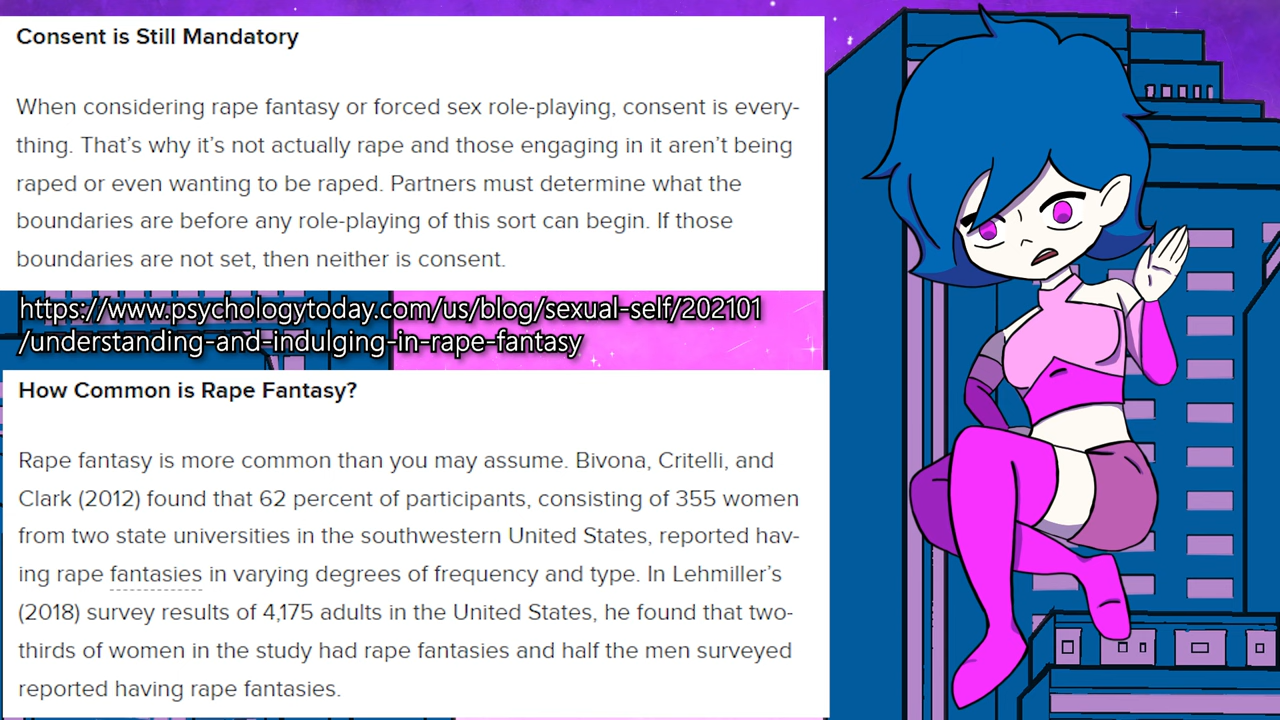 Consent is Still Mandatory
When considering rape fantasy or forced sex role-playing, consent is every-
thing. That's why it's not actually rape and those engaging in it aren't being
raped or even wanting to be raped. Partners must determine what the
boundaries are before any role-playing of this sort can begin. If those
boundaries are not set, then neither is consent.
https://www.psychologytoday.com/us/blog/sexual-self/202101
/understanding-and-indulging-in-rape-fantasy
How Common is Rape Fantasy?
Rape fantasy is more common than you may assume. Bivona, Critelli, and
Clark (2012) found that 62 percent of participants, consisting of 355 women
from two state universities in the southwestern United States, reported hav-
ing rape fantasies in varying degrees of frequency and type. In Lehmiller's
(2018) survey results of 4,175 adults in the United States, he found that two-
thirds of women in the study had rape fantasies and half the men surveyed
reported having rape fantasies.